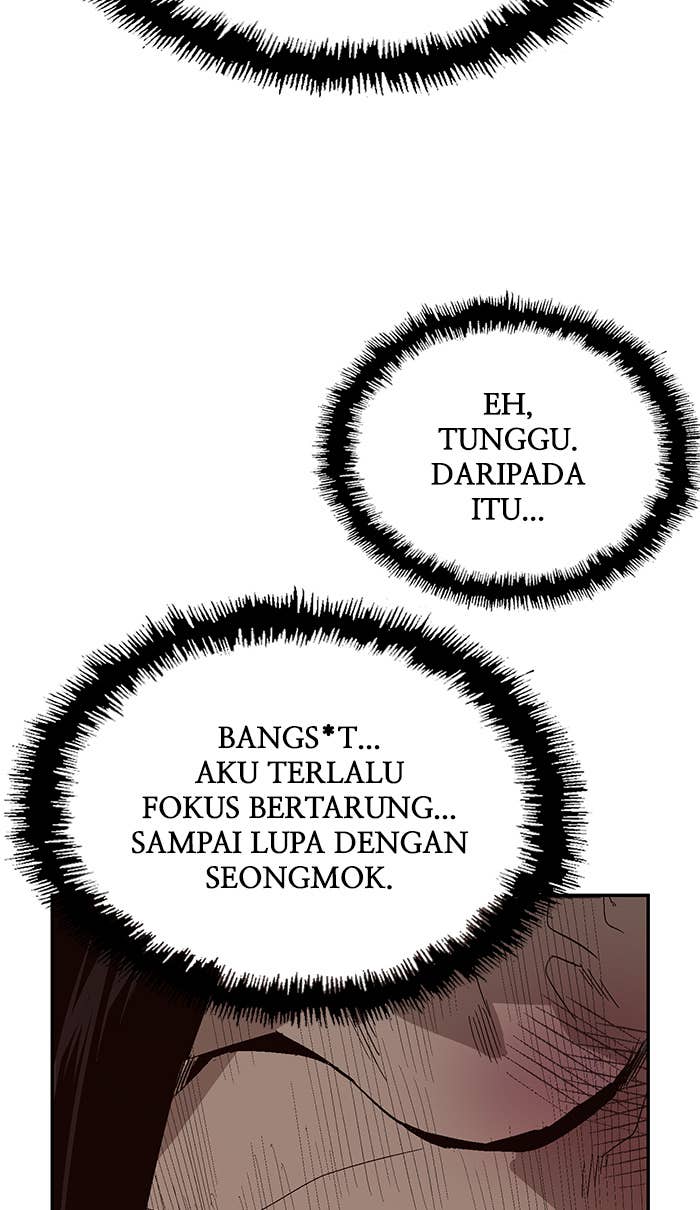 EH,
TUNGGU.
DARIPADA
ITU...
BANGS*T...
AKU TERLALU
FOKUS BERTARUNG...
SAMPAI LUPA DENGAN
SEONGMOK.